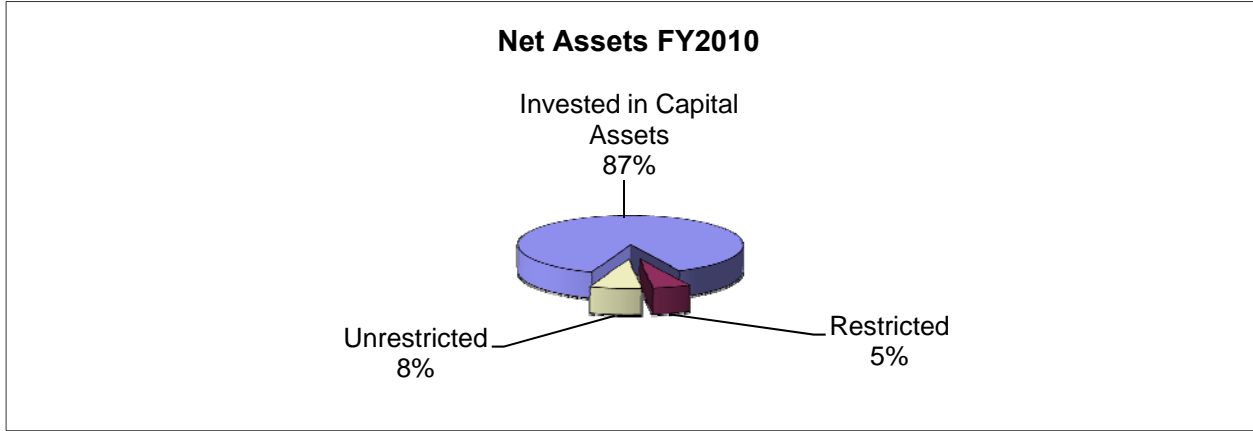 Net Assets FY2010
Invested in Capital
Assets
87%
Unrestricted
8%
Restricted
5%